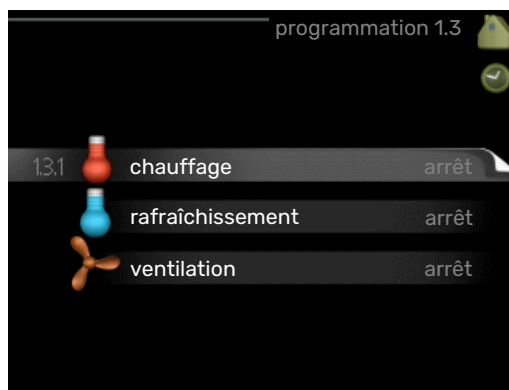 programmation 1.3
1.3.1 chauffage arrêt
rafraîchissement arrêt
ventilation arrêt